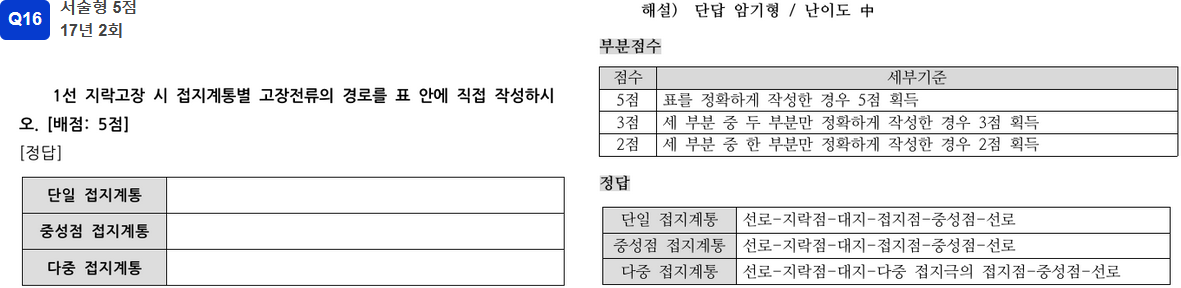 Q16
서술형 5점
17년 2회
1선 지락고장 시 접지계통별 고장전류의 경로를 표 안에 직접 작성하시
오. [배점: 5점]
[정답]
단일 접지계통
중성점 접지계통
다중 접지계통
해설) 단답 암기형 / 난이도 中
부분점수
점수 세부기준
5점 표를 정확하게 작성한 경우 5점 획득
3점 세 부분 중 두 부분만 정확하게 작성한 경우 3점 획득
2점 세 부분 중 한 부분만 정확하게 작성한 경우 2점 획득
정답
단일 접지계통 선로-지락점-대지-접지점-중성점-선로
중성점 접지계통 선로-지락점-대지-접지점-중성점-선로
다중 접지계통 선로-지락점-대지-다중 접지극의 접지점-중성점-선로